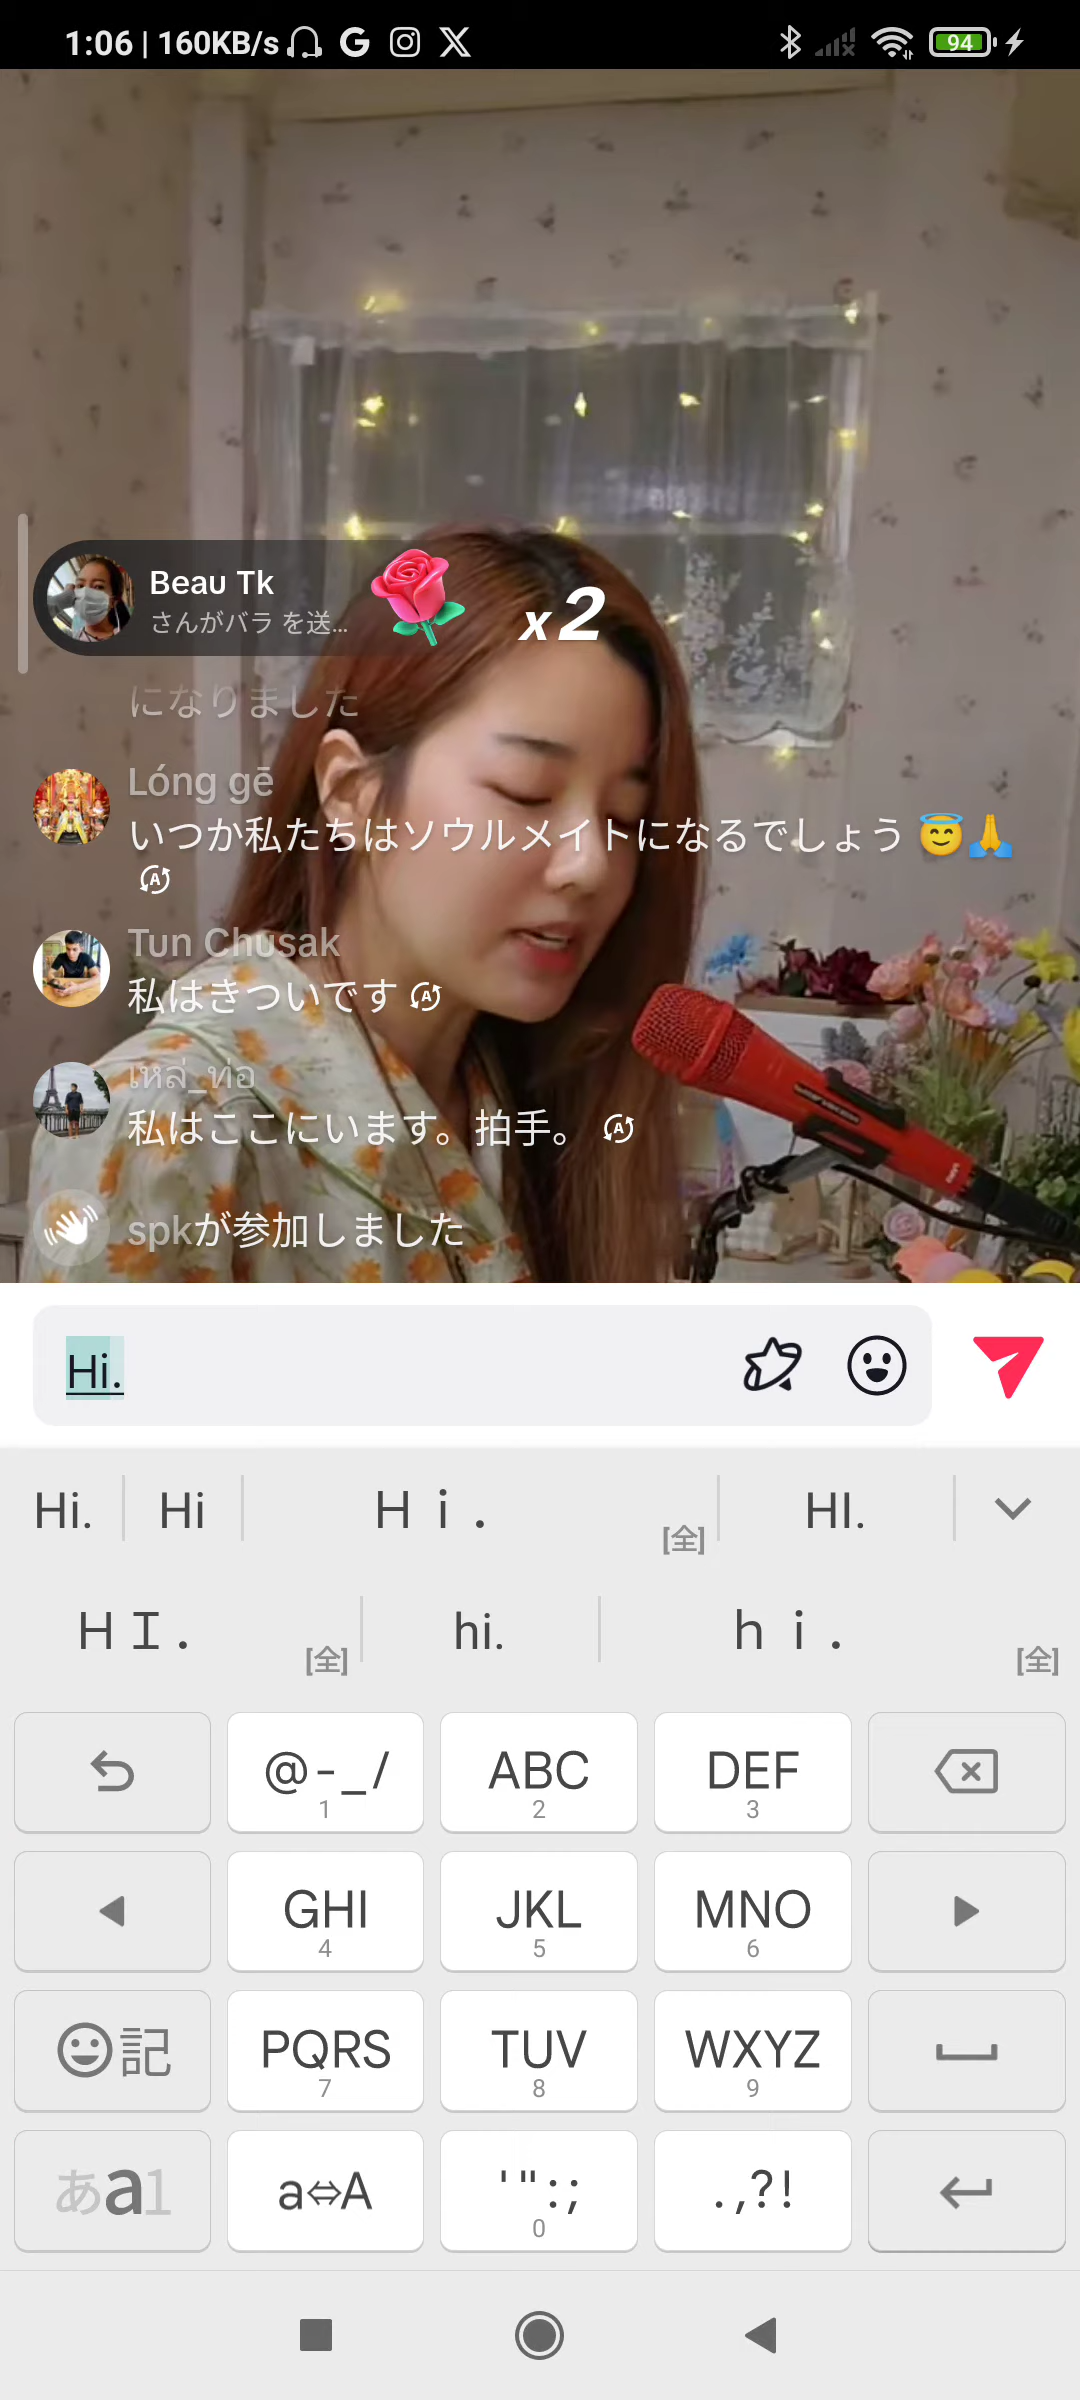 1:06 | 160KB/s
94
Beau Tk
さんがバラ を送...
x2
になりました
Lóng gē
いつか私たちはソウルメイトになるでしょう 😇🙏
Tun Chusak
私はきついです
เหล่_ท่อ
私はここにいます。拍手。
spkが参加しました
Hi.
Hi. Hi Ｈｉ． [全] HI.
ＨＩ． [全] hi. ｈｉ． [全]
@-_/ ABC DEF
1 2 3
GHI JKL MNO
4 5 6
記 PQRS TUV WXYZ
7 8 9
あa1 a⇔A '":; .,?!
0